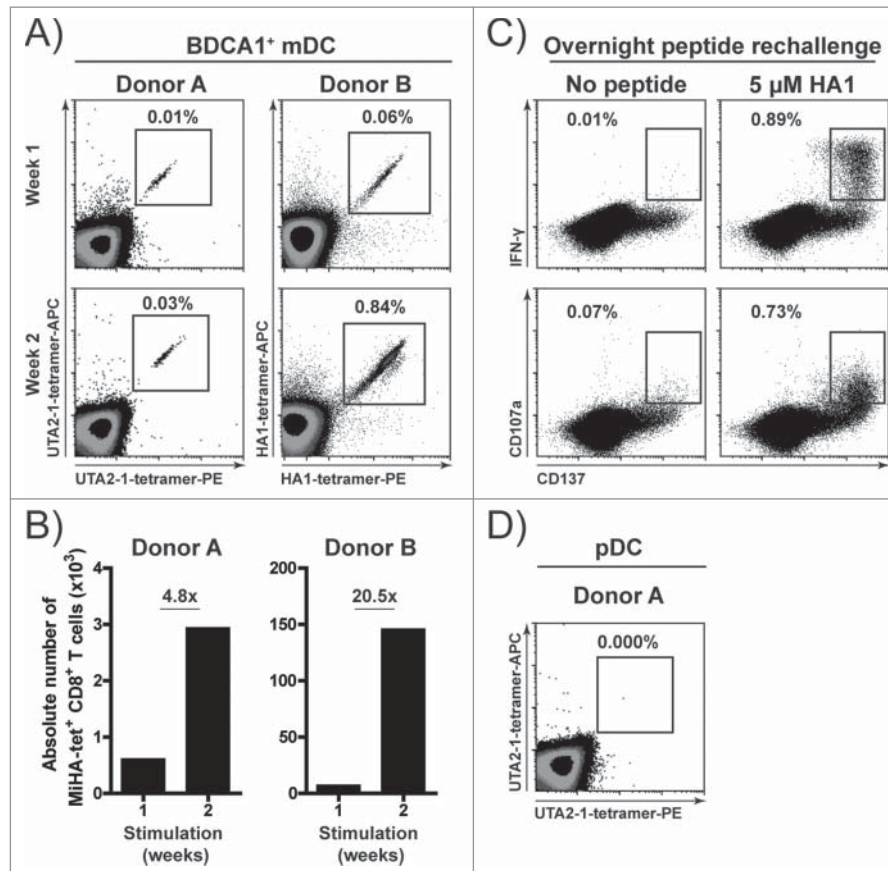 A)
BDCA1⁺ mDC
Donor A
Donor B
Week 1
0.01%
0.06%
Week 2
0.03%
0.84%
UTA2-1-tetramer-APC
HA1-tetramer-APC
UTA2-1-tetramer-PE
HA1-tetramer-PE
B)
Donor A
Donor B
Absolute number of
MiHA-tet⁺ CD8⁺ T cells (x10³)
4
3
2
1
0
4.8x
1
2
Stimulation
(weeks)
200
150
100
50
0
20.5x
1
2
Stimulation
(weeks)
C)
Overnight peptide rechallenge
No peptide
5 µM HA1
0.01%
0.89%
IFN-γ
0.07%
0.73%
CD107a
CD137
D)
pDC
Donor A
0.000%
UTA2-1-tetramer-APC
UTA2-1-tetramer-PE